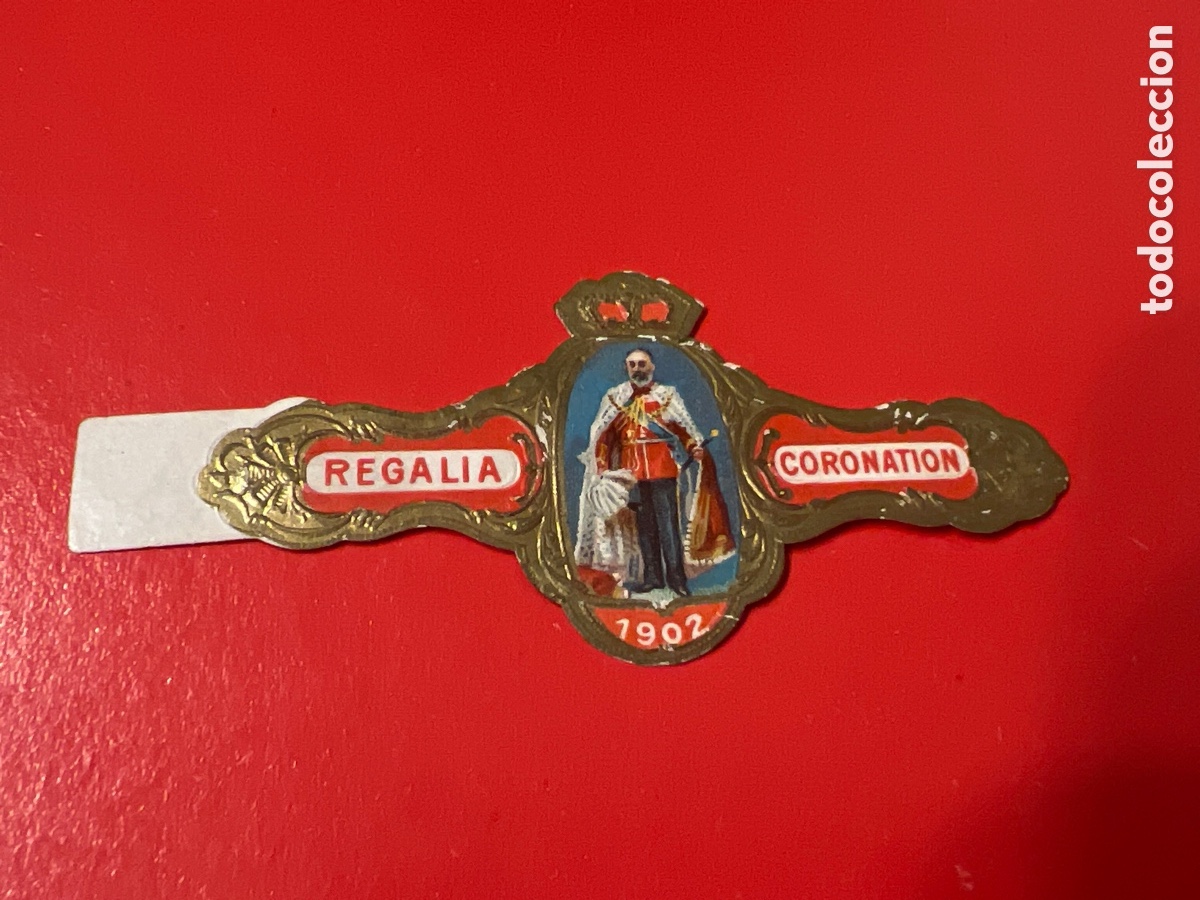 REGALIA
CORONATION
1902
todocoleccion